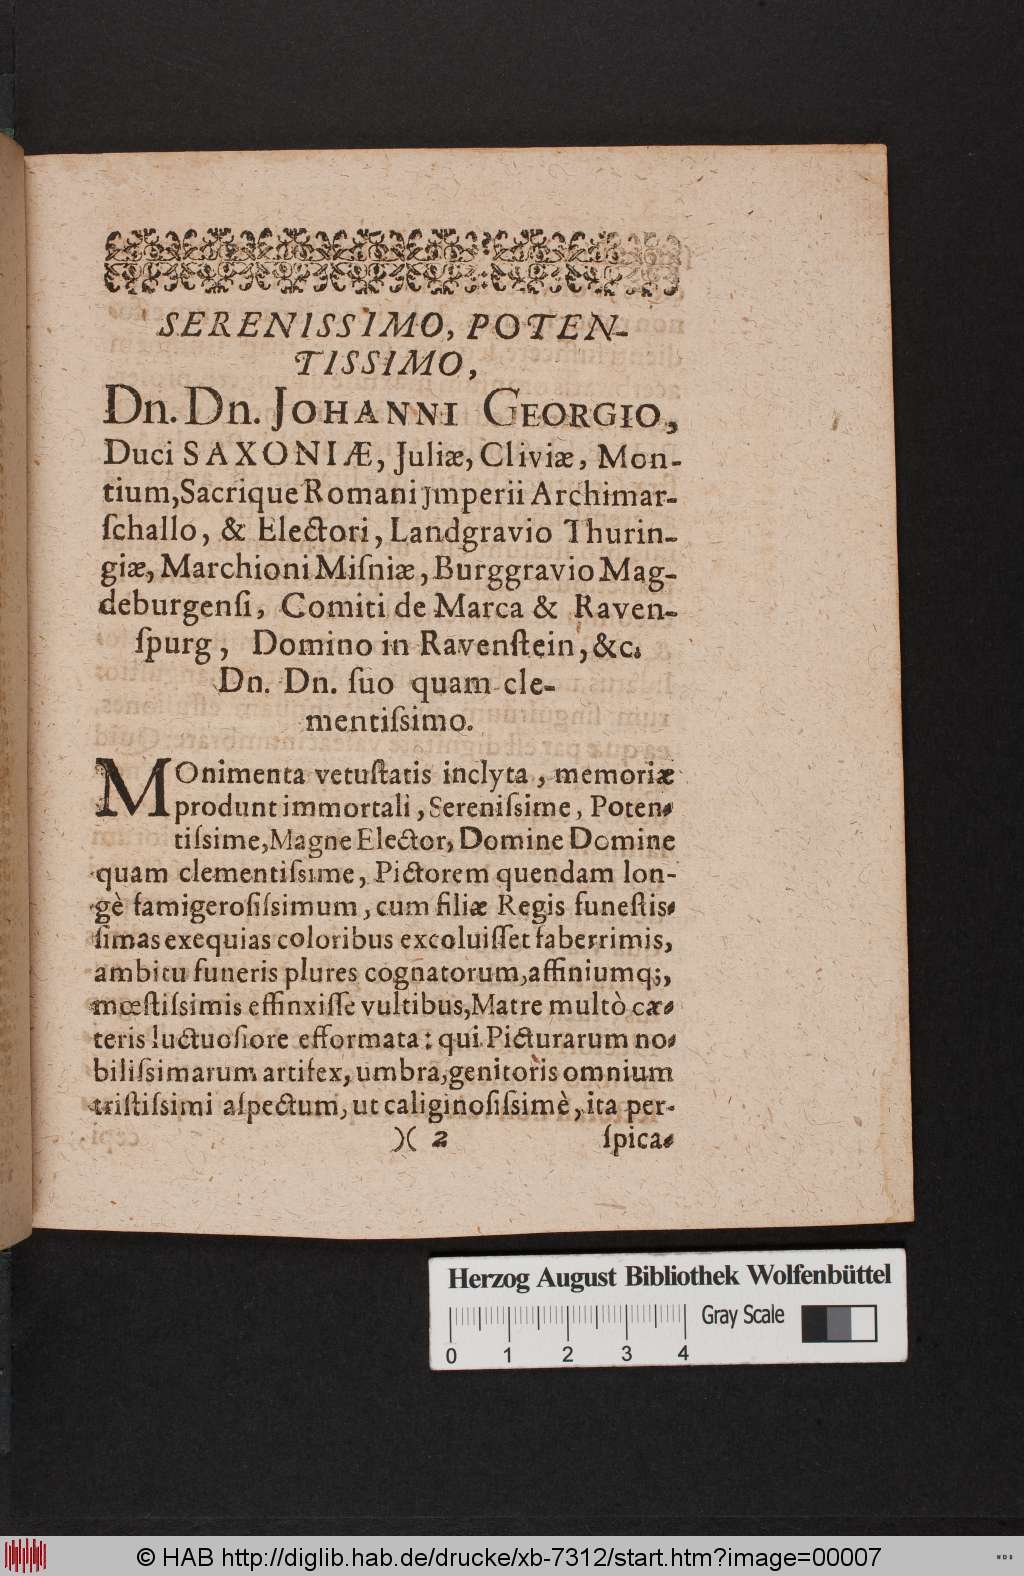 SERENISSIMO, POTEN-
TISSIMO,
Dn. Dn. JOHANNI GEORGIO,
Duci SAXONIÆ, Juliæ, Cliviæ, Mon-
tium, Sacrique Romani Jmperii Archimar-
ſchallo, & Electori, Landgravio Thurin-
giæ, Marchioni Miſniæ, Burggravio Mag-
deburgenſi, Comiti de Marca & Raven-
ſpurg, Domino in Ravenſtein, &c.
Dn. Dn. ſuo quam cle-
mentiſsimo.
MOnimenta vetuſtatis inclyta, memoriæ
produnt immortali, Sereniſsime, Poten-
tiſsime, Magne Elector, Domine Domine
quam clementiſsime, Pictorem quendam lon-
gè famigeroſiſsimum, cum filiæ Regis funeſtiſ-
ſimas exequias coloribus excoluiſſet faberrimis,
ambitu funeris plures cognatorum, affiniumq;,
mœſtiſsimis effinxiſſe vultibus, Matre multò cæ-
teris luctuoſiore efformata: qui Picturarum no-
biliſsimarum artifex, umbra, genitoris omnium
triſtiſsimi aſpectum, ut caliginoſiſsimè, ita per-
)( 2 ſpica-
Herzog August Bibliothek Wolfenbüttel
Gray Scale
0 1 2 3 4
© HAB http://diglib.hab.de/drucke/xb-7312/start.htm?image=00007